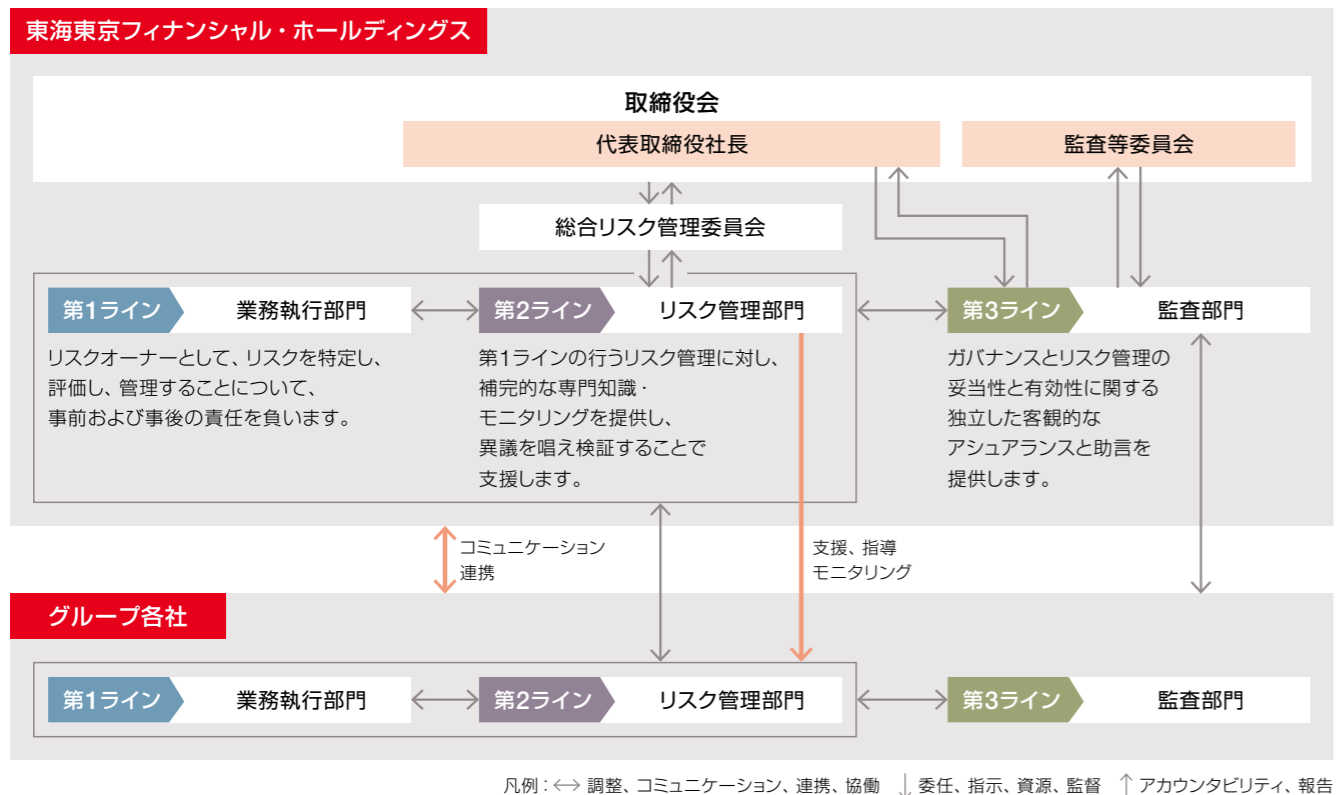 東海東京フィナンシャル・ホールディングス
取締役会
代表取締役社長
監査等委員会
総合リスク管理委員会
第1ライン
業務執行部門
第2ライン
リスク管理部門
第3ライン
監査部門
リスクオーナーとして、リスクを特定し、
評価し、管理することについて、
事前および事後の責任を負います。
第1ラインの行うリスク管理に対し、
補完的な専門知識・
モニタリングを提供し、
異議を唱え検証することで
支援します。
ガバナンスとリスク管理の
妥当性と有効性に関する
独立した客観的な
アシュアランスと助言を
提供します。
コミュニケーション
連携
支援、指導
モニタリング
グループ各社
第1ライン
業務執行部門
第2ライン
リスク管理部門
第3ライン
監査部門
凡例:↔ 調整、コミュニケーション、連携、協働 ↓ 委任、指示、資源、監督 ↑ アカウンタビリティ、報告